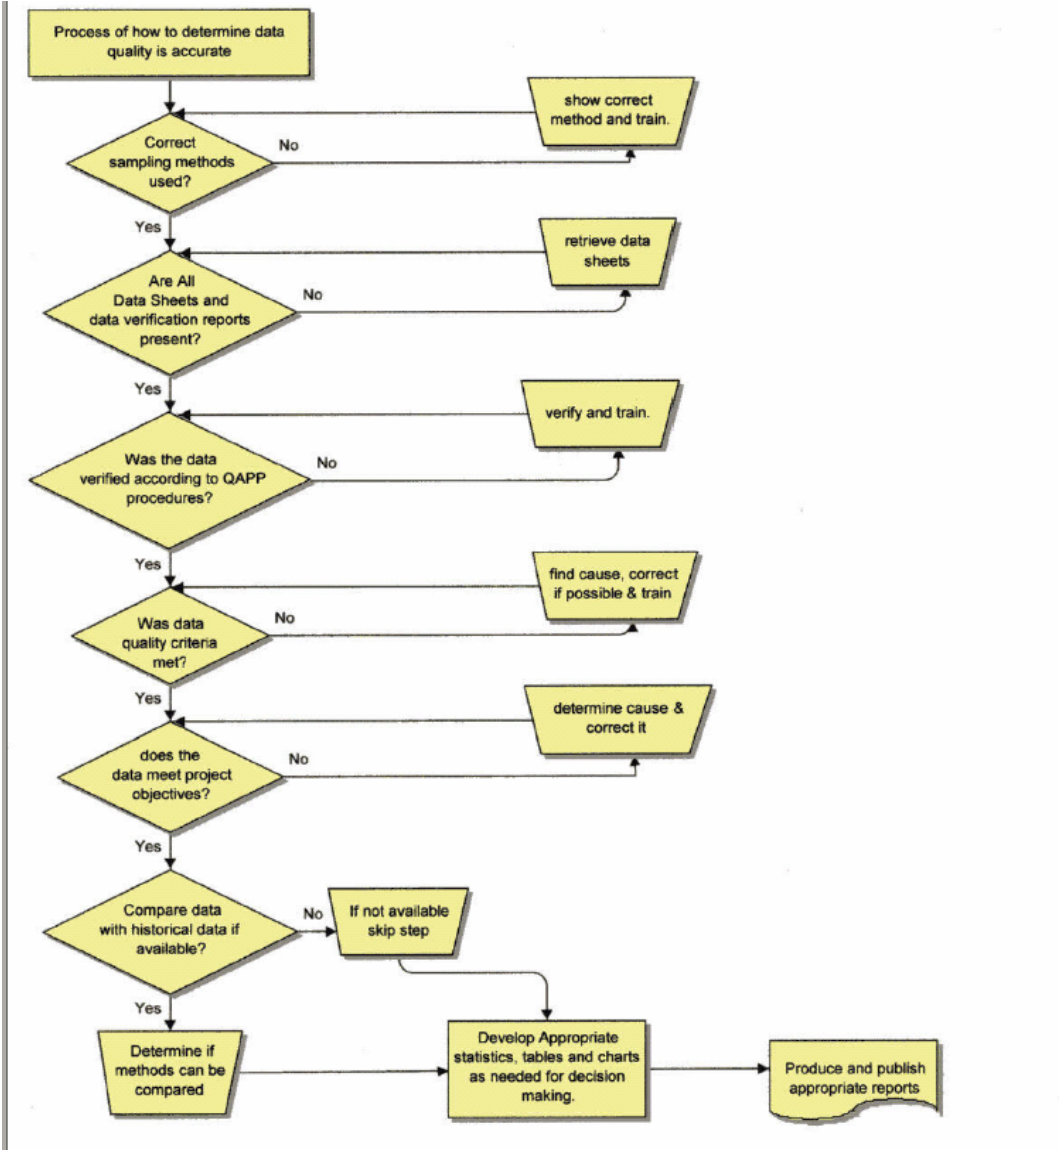 Process of how to determine data
quality is accurate
show correct
method and train.
Correct
sampling methods
used?
No
Yes
retrieve data
sheets
Are All
Data Sheets and
data verification reports
present?
No
Yes
verify and train.
Was the data
verified according to QAPP
procedures?
No
Yes
find cause, correct
if possible & train
Was data
quality criteria
met?
No
Yes
determine cause &
correct it
does the
data meet project
objectives?
No
Yes
Compare data
with historical data if
available?
No
If not available
skip step
Yes
Determine if
methods can be
compared
Develop Appropriate
statistics, tables and charts
as needed for decision
making.
Produce and publish
appropriate reports